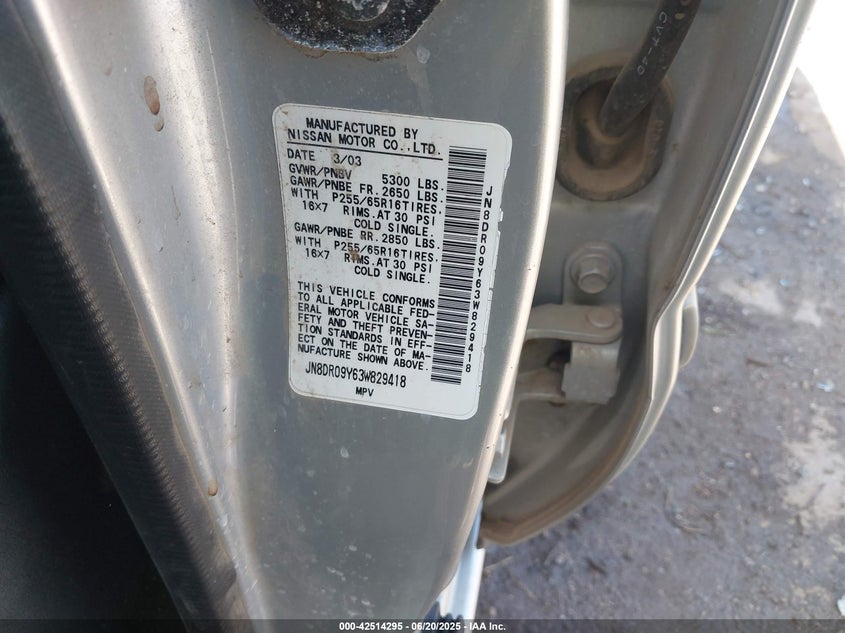 MANUFACTURED BY
NISSAN MOTOR CO.,LTD.
DATE 3/03
GVWR/PNBV 5300 LBS.
GAWR/PNBE FR. 2650 LBS.
WITH P255/65R16TIRES.
16X7 RIMS.AT 30 PSI
COLD SINGLE.
GAWR/PNBE RR. 2850 LBS.
WITH P255/65R16TIRES.
16X7 RIMS.AT 30 PSI
COLD SINGLE.
THIS VEHICLE CONFORMS
TO ALL APPLICABLE FED-
ERAL MOTOR VEHICLE SA-
FETY AND THEFT PREVEN-
TION STANDARDS IN EFF-
ECT ON THE DATE OF MA-
NUFACTURE SHOWN ABOVE.
JN8DR09Y63W829418
MPV
JN8DR09Y63W829418
CVT-40
000-42514295 - 06/20/2025 - IAA Inc.